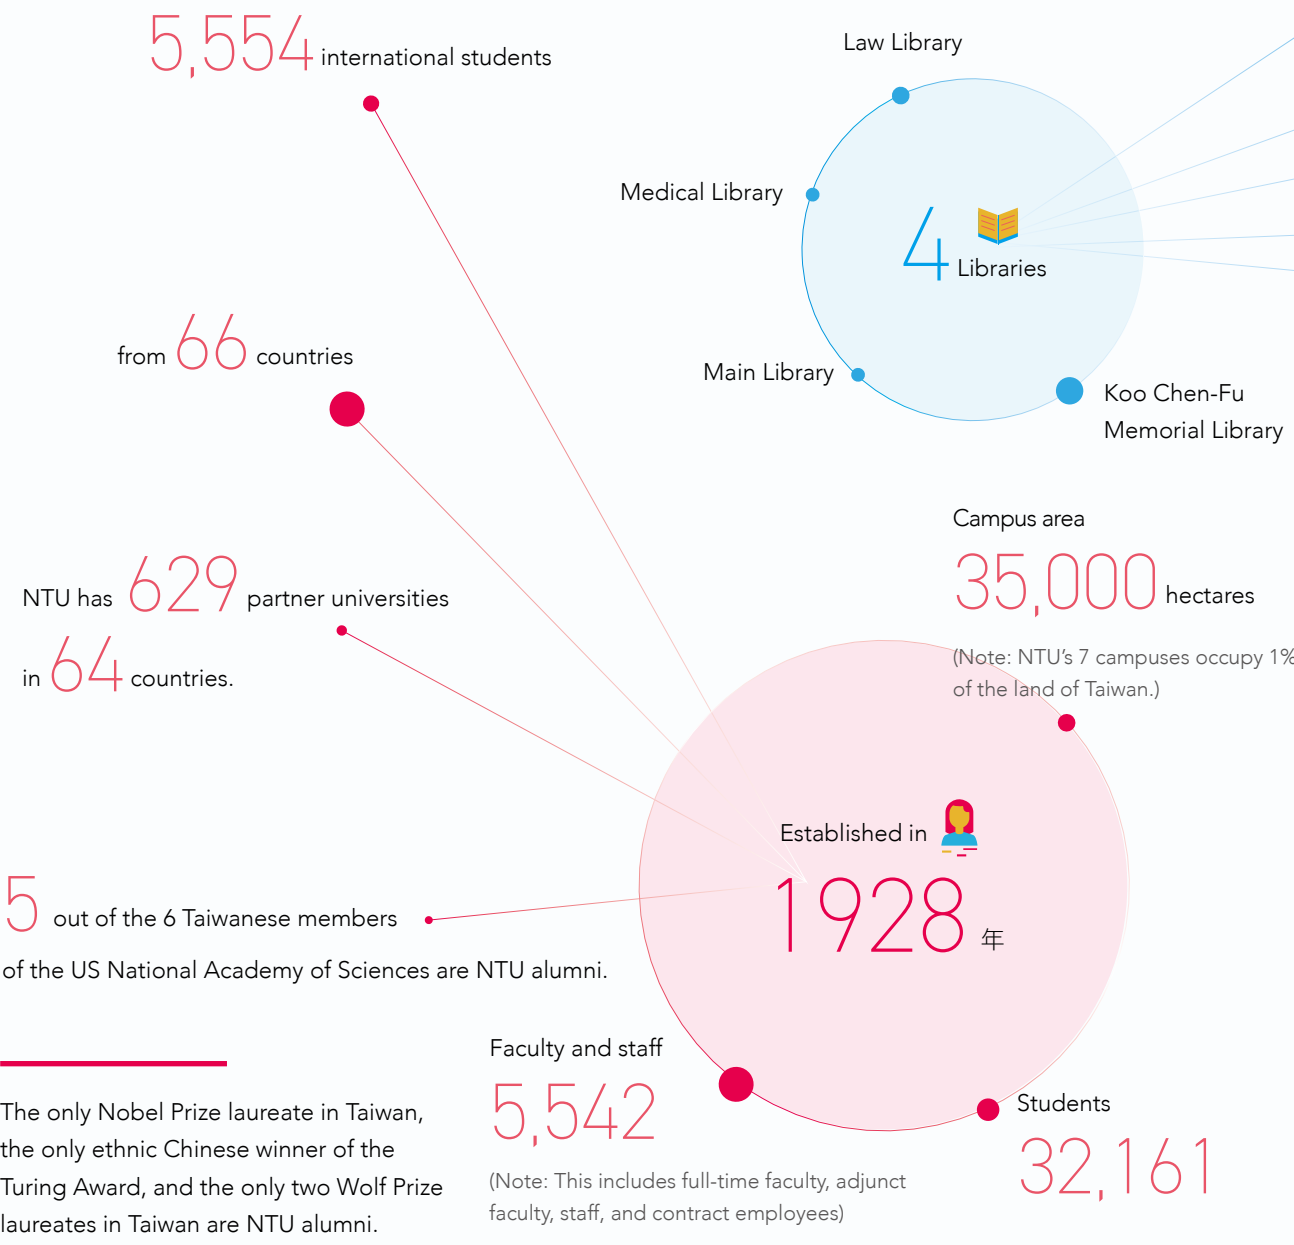 5,554 international students
from 66 countries
NTU has 629 partner universities
in 64 countries.
5 out of the 6 Taiwanese members
of the US National Academy of Sciences are NTU alumni.
The only Nobel Prize laureate in Taiwan,
the only ethnic Chinese winner of the
Turing Award, and the only two Wolf Prize
laureates in Taiwan are NTU alumni.
Law Library
Medical Library
4 Libraries
Main Library
Koo Chen-Fu
Memorial Library
Campus area
35,000 hectares
(Note: NTU's 7 campuses occupy 1%
of the land of Taiwan.)
Established in
1928 年
Faculty and staff
5,542
(Note: This includes full-time faculty, adjunct
faculty, staff, and contract employees)
Students
32,161